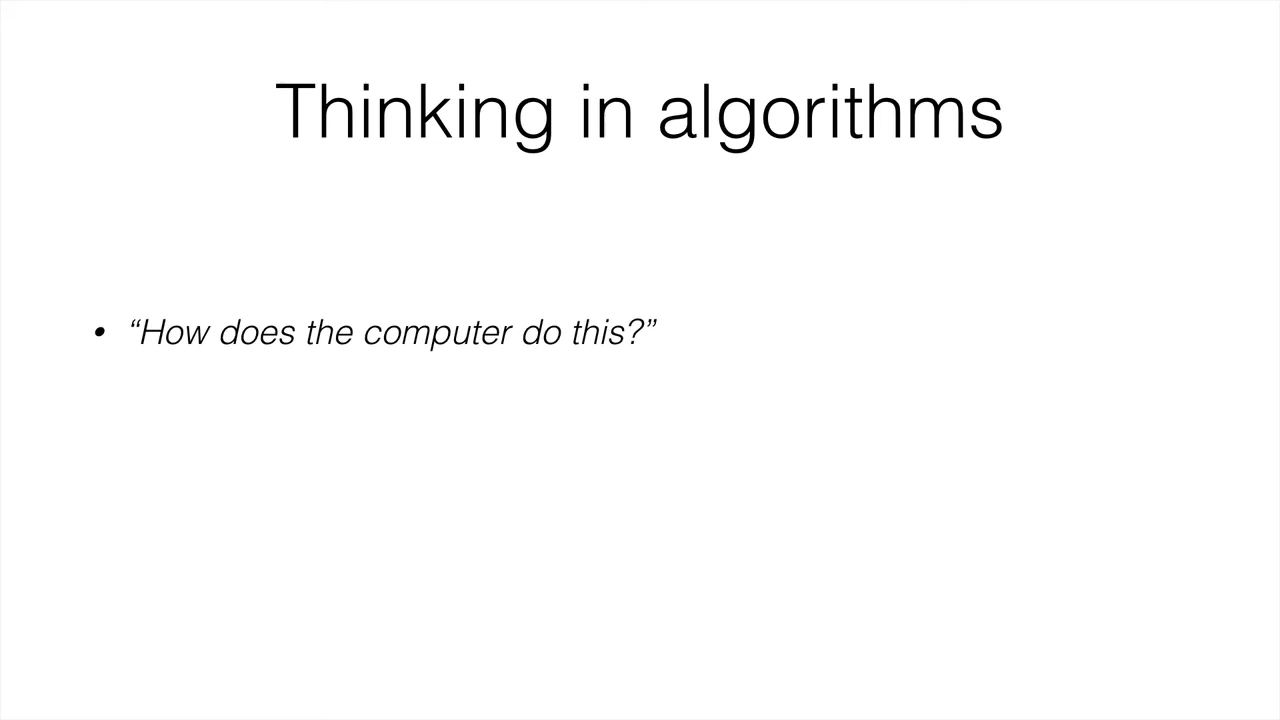 Thinking in algorithms
• “How does the computer do this?”